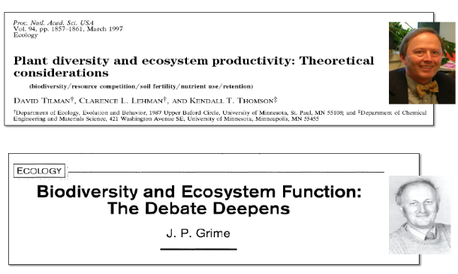 Proc. Natl. Acad. Sci. USA
Vol. 94, pp. 1857–1861, March 1997
Ecology
Plant diversity and ecosystem productivity: Theoretical
considerations
(biodiversity/resource competition/soil fertility/nutrient use/retention)
DAVID TILMAN†, CLARENCE L. LEHMAN†, AND KENDALL T. THOMSON‡
†Department of Ecology, Evolution and Behavior, 1987 Upper Buford Circle, University of Minnesota, St. Paul, MN 55108; and ‡Department of Chemical
Engineering and Materials Science, 421 Washington Avenue SE, University of Minnesota, Minneapolis, MN 55455
ECOLOGY
Biodiversity and Ecosystem Function:
The Debate Deepens
J. P. Grime